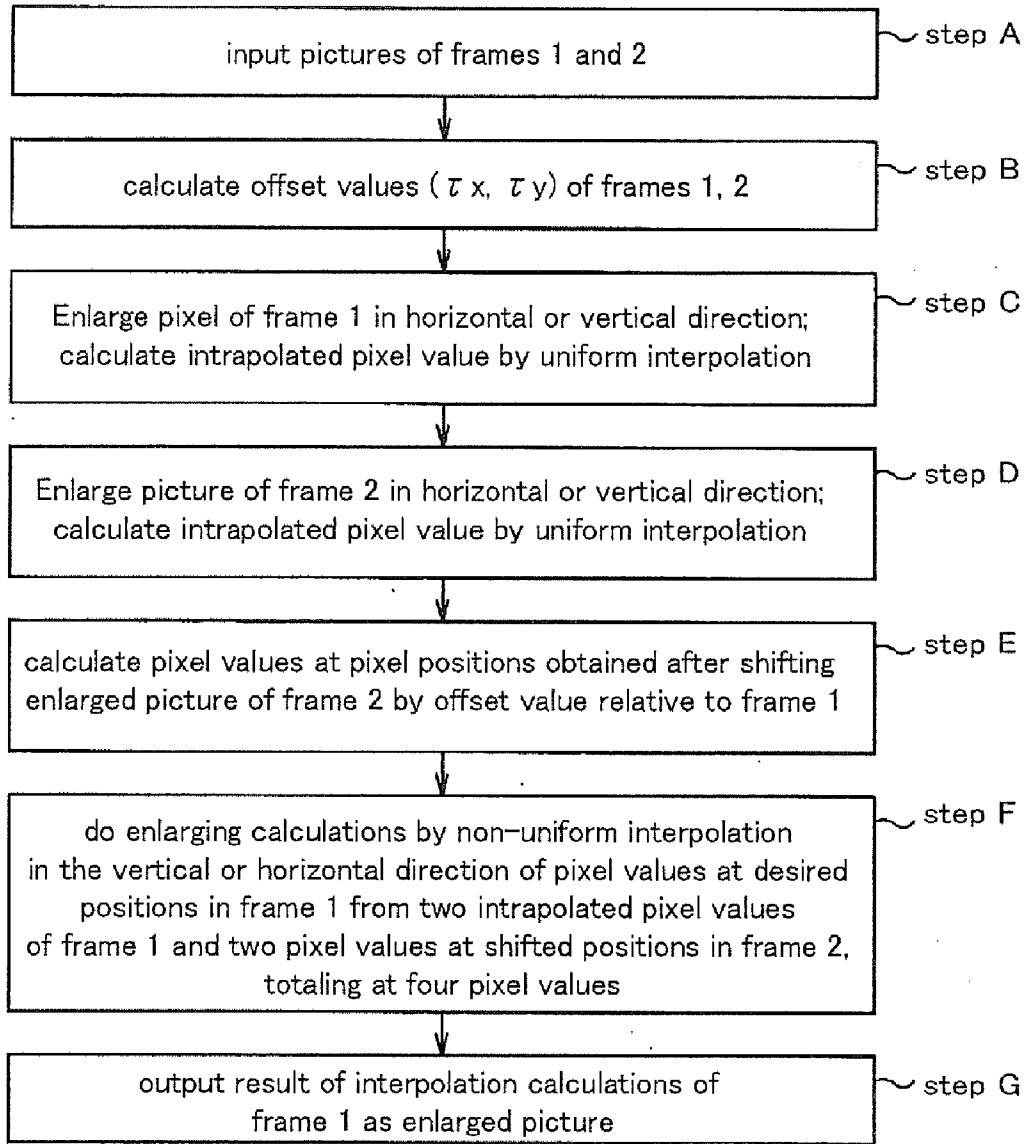 input pictures of frames 1 and 2
step A
calculate offset values (τx, τy) of frames 1, 2
step B
Enlarge pixel of frame 1 in horizontal or vertical direction;
calculate intrapolated pixel value by uniform interpolation
step C
Enlarge picture of frame 2 in horizontal or vertical direction;
calculate intrapolated pixel value by uniform interpolation
step D
calculate pixel values at pixel positions obtained after shifting
enlarged picture of frame 2 by offset value relative to frame 1
step E
do enlarging calculations by non-uniform interpolation
in the vertical or horizontal direction of pixel values at desired
positions in frame 1 from two intrapolated pixel values
of frame 1 and two pixel values at shifted positions in frame 2,
totaling at four pixel values
step F
output result of interpolation calculations of
frame 1 as enlarged picture
step G